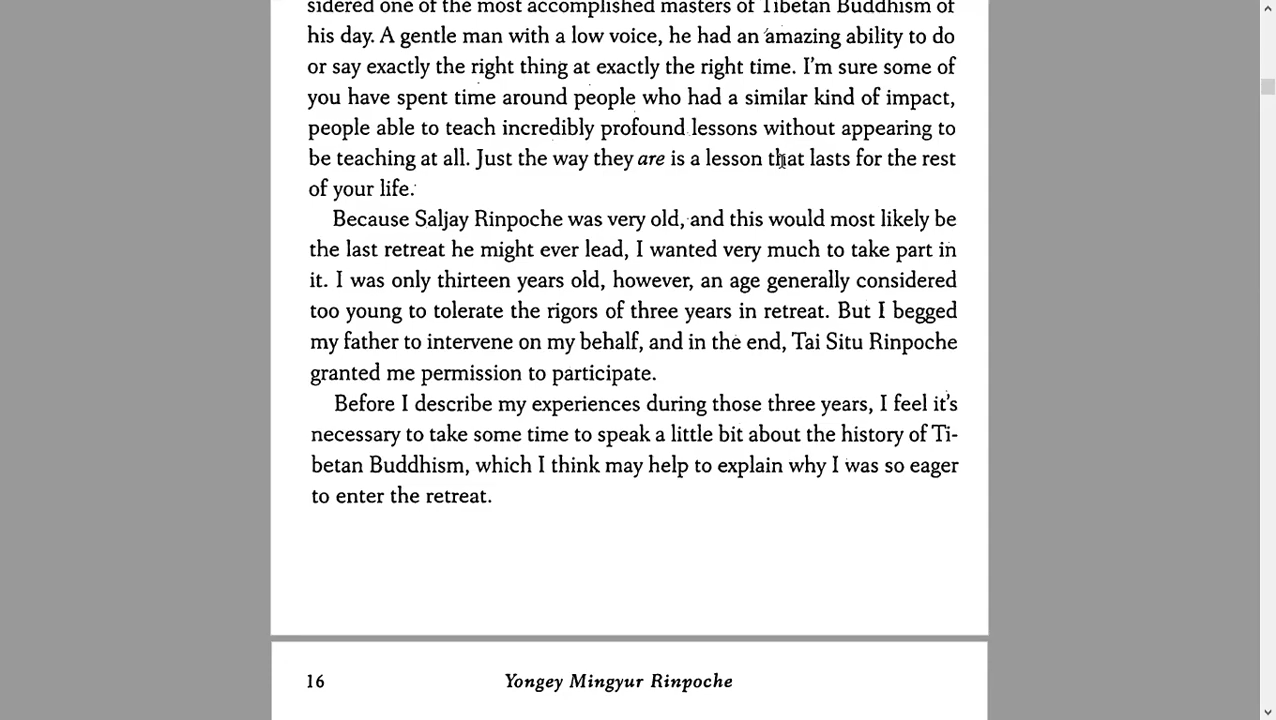 sidered one of the most accomplished masters of Tibetan Buddhism of
his day. A gentle man with a low voice, he had an amazing ability to do
or say exactly the right thing at exactly the right time. I'm sure some of
you have spent time around people who had a similar kind of impact,
people able to teach incredibly profound lessons without appearing to
be teaching at all. Just the way they are is a lesson that lasts for the rest
of your life.
Because Saljay Rinpoche was very old, and this would most likely be
the last retreat he might ever lead, I wanted very much to take part in
it. I was only thirteen years old, however, an age generally considered
too young to tolerate the rigors of three years in retreat. But I begged
my father to intervene on my behalf, and in the end, Tai Situ Rinpoche
granted me permission to participate.
Before I describe my experiences during those three years, I feel it's
necessary to take some time to speak a little bit about the history of Ti-
betan Buddhism, which I think may help to explain why I was so eager
to enter the retreat.
16 Yongey Mingyur Rinpoche